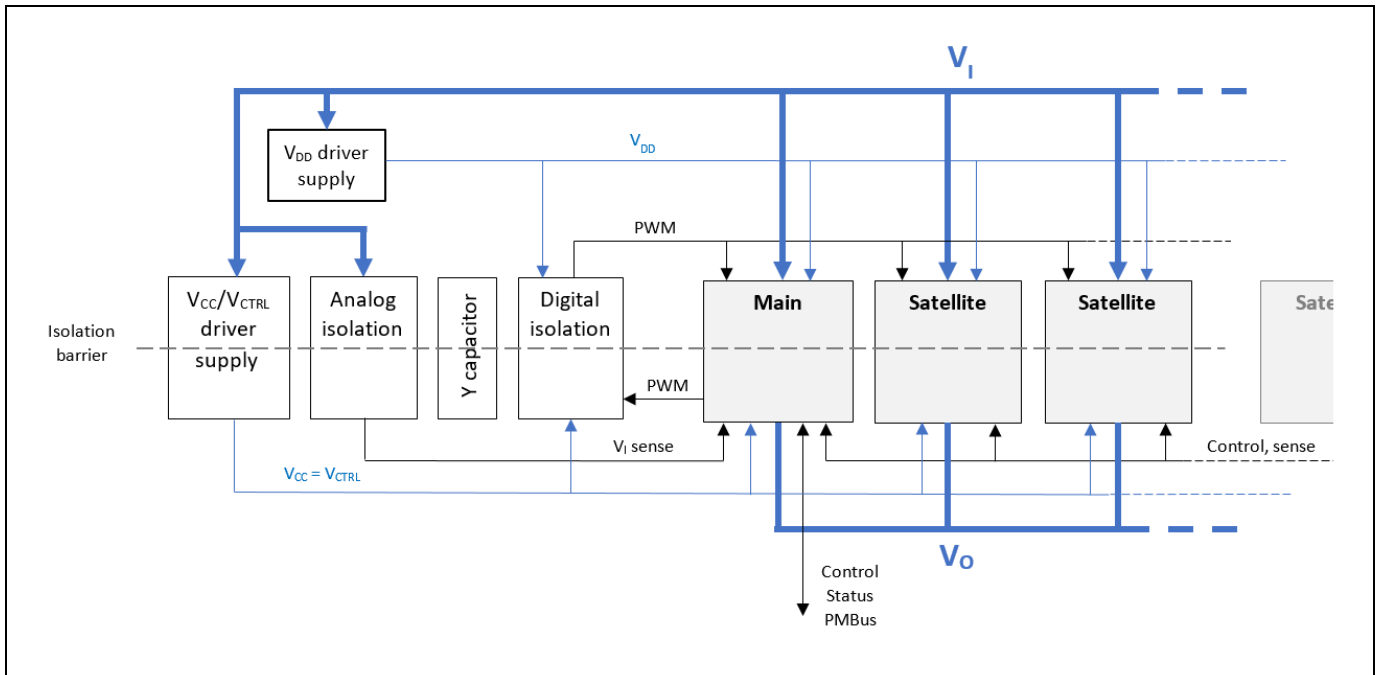 VI
VDD driver
supply
VDD
PWM
VCC/VCTRL
driver
supply
Analog
isolation
Y capacitor
Digital
isolation
Main
Satellite
Satellite
Sate
Isolation
barrier
PWM
VI sense
Control, sense
VCC = VCTRL
VO
Control
Status
PMBus